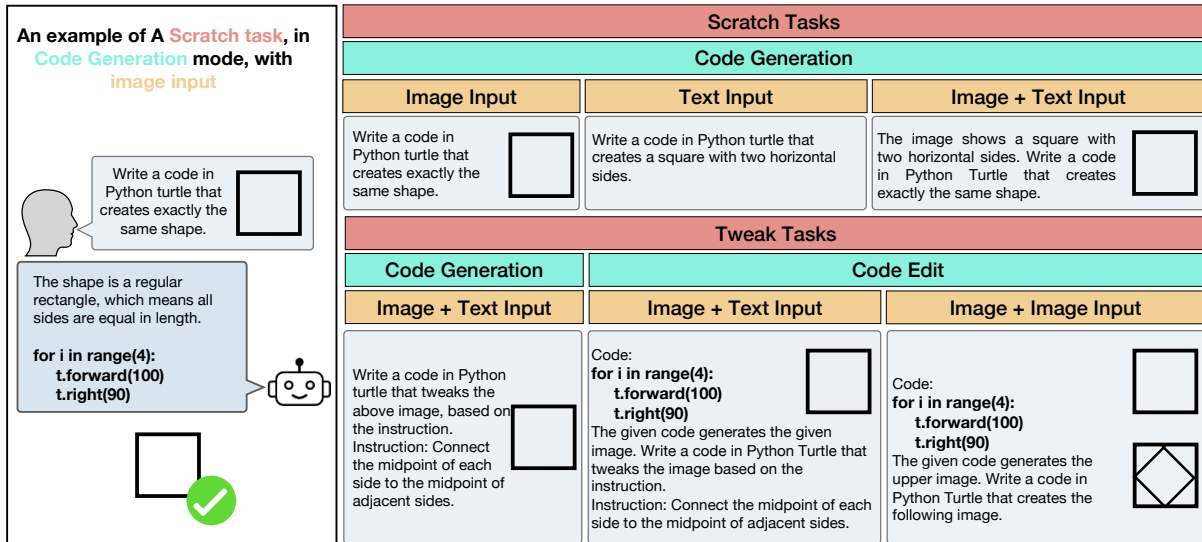 An example of A Scratch task, in
Code Generation mode, with
image input
Write a code in
Python turtle that
creates exactly the
same shape.
The shape is a regular
rectangle, which means all
sides are equal in length.
for i in range(4):
t.forward(100)
t.right(90)
Scratch Tasks
Code Generation
Image Input
Text Input
Image + Text Input
Write a code in
Python turtle that
creates exactly the
same shape.
Write a code in Python turtle that
creates a square with two horizontal
sides.
The image shows a square with
two horizontal sides. Write a code
in Python Turtle that creates
exactly the same shape.
Tweak Tasks
Code Generation
Code Edit
Image + Text Input
Image + Text Input
Image + Image Input
Write a code in Python
turtle that tweaks the
above image, based on
the instruction.
Instruction: Connect
the midpoint of each
side to the midpoint of
adjacent sides.
Code:
for i in range(4):
t.forward(100)
t.right(90)
The given code generates the given
image. Write a code in Python Turtle that
tweaks the image based on the
instruction.
Instruction: Connect the midpoint of each
side to the midpoint of adjacent sides.
Code:
for i in range(4):
t.forward(100)
t.right(90)
The given code generates the
upper image. Write a code in
Python Turtle that creates the
following image.